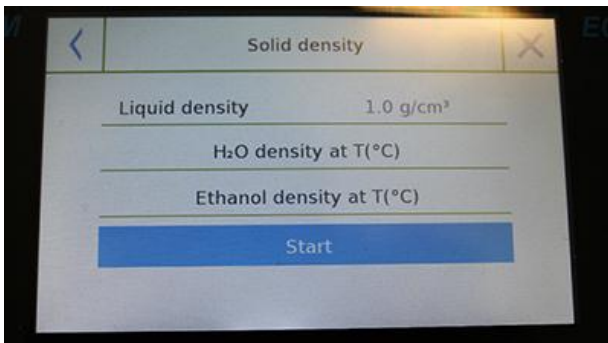 Solid density
Liquid density 1.0 g/cm³
H₂O density at T(°C)
Ethanol density at T(°C)
Start